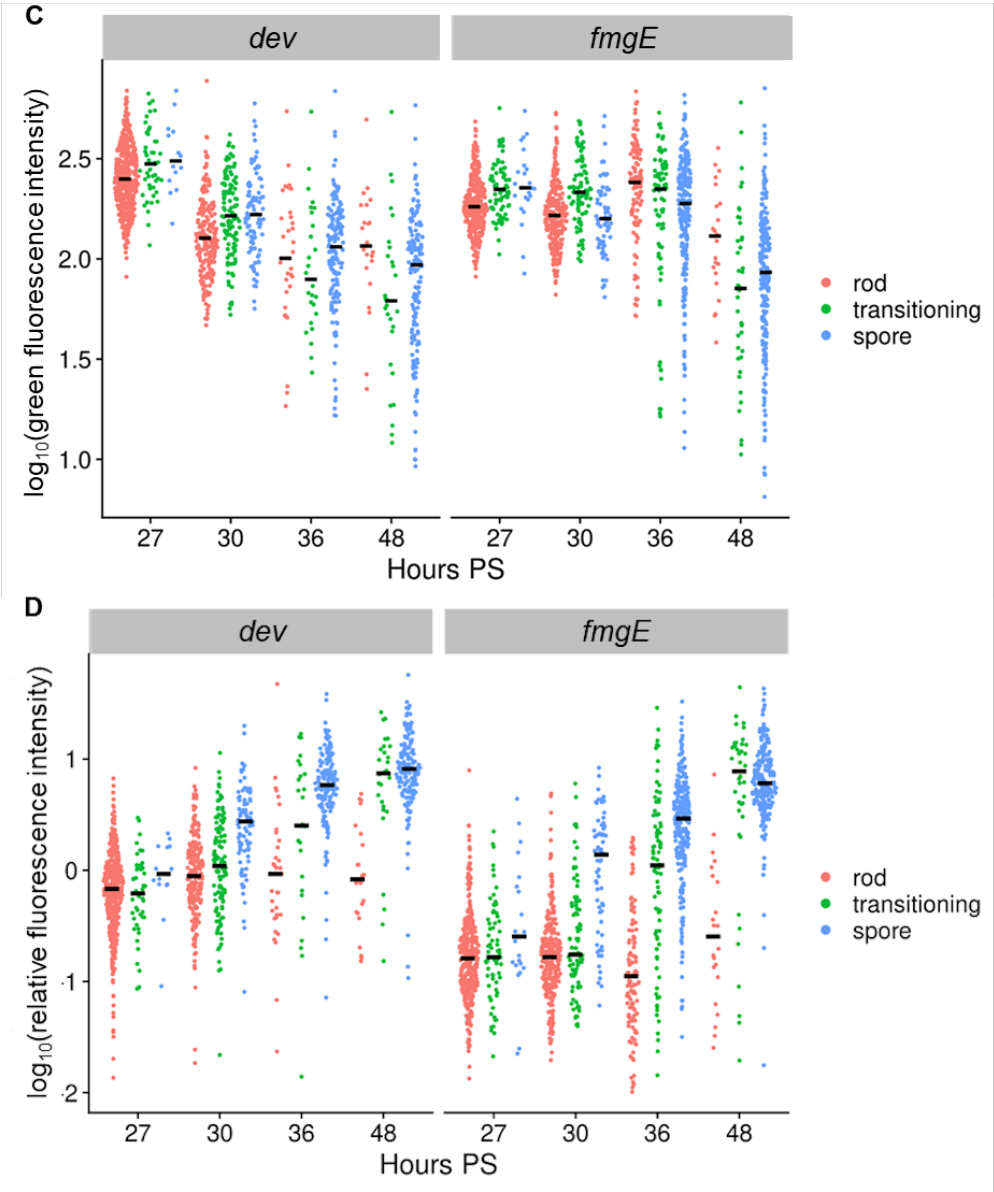 C
dev fmgE
log10(green fluorescence intensity)
2.5
2.0
1.5
1.0
27 30 36 48 27 30 36 48
Hours PS
rod
transitioning
spore
D
dev fmgE
log10(relative fluorescence intensity)
1
0
-1
-2
27 30 36 48 27 30 36 48
Hours PS
rod
transitioning
spore